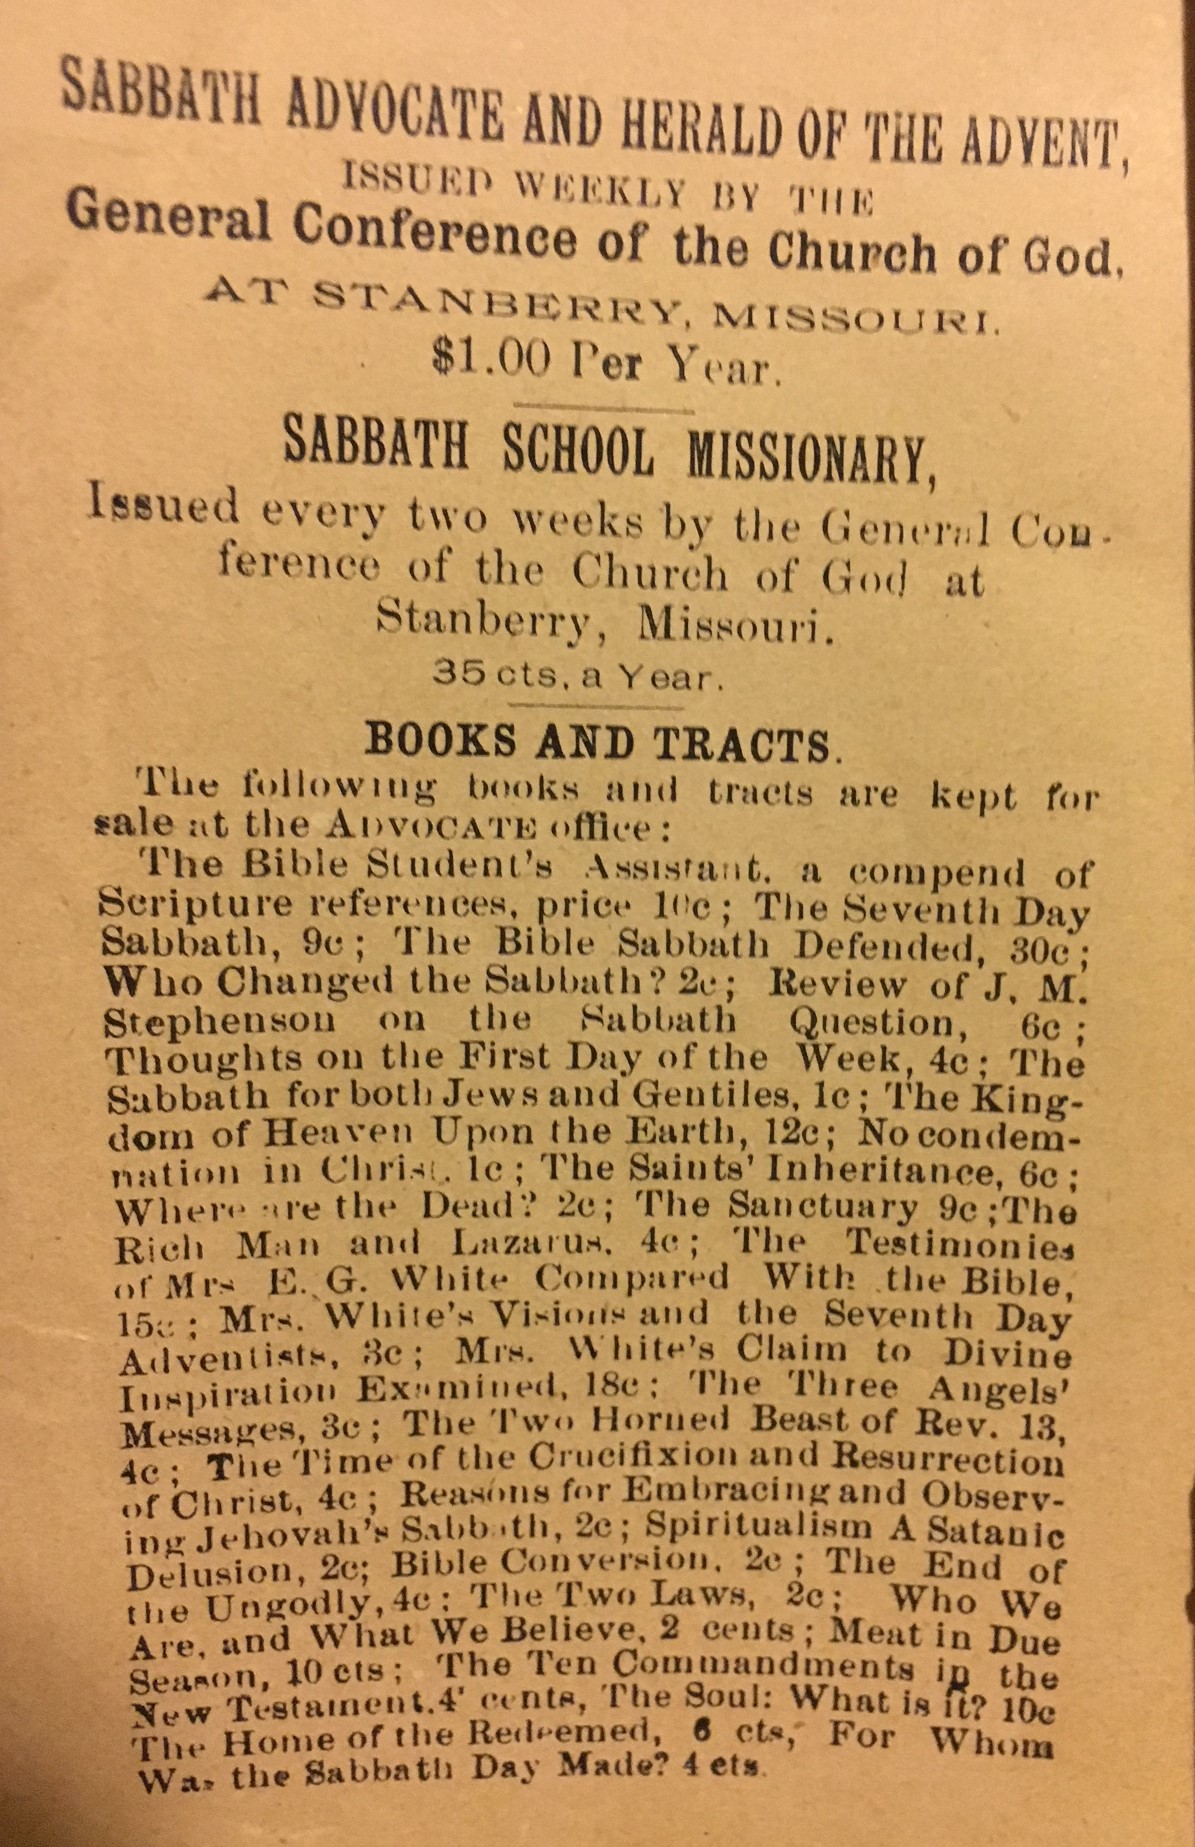 SABBATH ADVOCATE AND HERALD OF THE ADVENT,
ISSUED WEEKLY BY THE
General Conference of the Church of God,
AT STANBERRY, MISSOURI.
$1.00 Per Year.
SABBATH SCHOOL MISSIONARY,
Issued every two weeks by the General Con-
ference of the Church of God at
Stanberry, Missouri.
35 cts, a Year.
BOOKS AND TRACTS.
The following books and tracts are kept for
sale at the ADVOCATE office:
The Bible Student's Assistant, a compend of
Scripture references, price 10c; The Seventh Day
Sabbath, 9c; The Bible Sabbath Defended, 30c;
Who Changed the Sabbath? 2c; Review of J. M.
Stephenson on the Sabbath Question, 6c;
Thoughts on the First Day of the Week, 4c; The
Sabbath for both Jews and Gentiles, 1c; The King-
dom of Heaven Upon the Earth, 12c; No condem-
nation in Christ, 1c; The Saints' Inheritance, 6c;
Where are the Dead? 2c; The Sanctuary 9c;The
Rich Man and Lazarus, 4c; The Testimonies
of Mrs E. G. White Compared With the Bible,
15c; Mrs. White's Visions and the Seventh Day
Adventists, 3c; Mrs. White's Claim to Divine
Inspiration Examined, 18c; The Three Angels'
Messages, 3c; The Two Horned Beast of Rev. 13,
4c; The Time of the Crucifixion and Resurrection
of Christ, 4c; Reasons for Embracing and Observ-
ing Jehovah's Sabbath, 2c; Spiritualism A Satanic
Delusion, 2c; Bible Conversion, 2c; The End of
the Ungodly, 4c; The Two Laws, 2c; Who We
Are, and What We Believe, 2 cents; Meat in Due
Season, 10 cts; The Ten Commandments in the
New Testament. 4' cents, The Soul: What is it? 10c
The Home of the Redeemed, 6 cts, For Whom
Was the Sabbath Day Made? 4 cts.